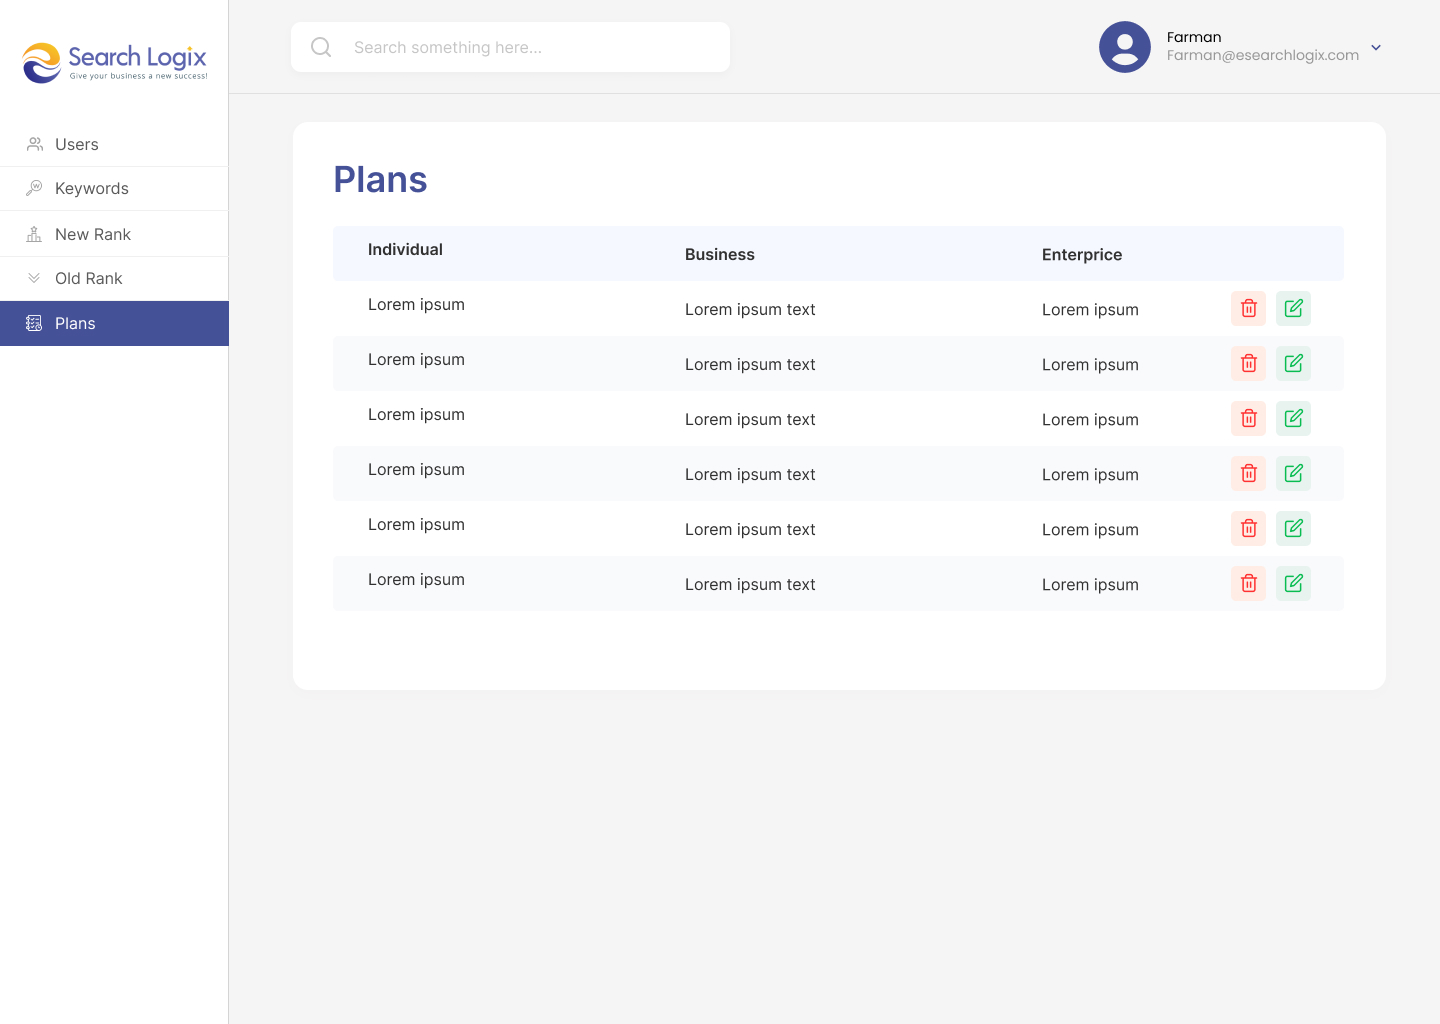 Search Logix
Give your business a new success!
Search something here...
Farman
Farman@esearchlogix.com
Users
Keywords
New Rank
Old Rank
Plans
Plans
Individual Business Enterprice
Lorem ipsum Lorem ipsum text Lorem ipsum
Lorem ipsum Lorem ipsum text Lorem ipsum
Lorem ipsum Lorem ipsum text Lorem ipsum
Lorem ipsum Lorem ipsum text Lorem ipsum
Lorem ipsum Lorem ipsum text Lorem ipsum
Lorem ipsum Lorem ipsum text Lorem ipsum